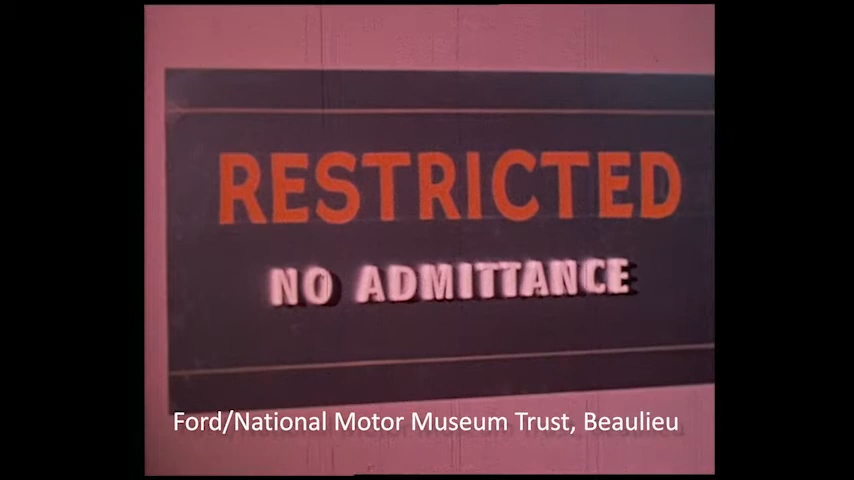 RESTRICTED
NO ADMITTANCE
Ford/National Motor Museum Trust, Beaulieu